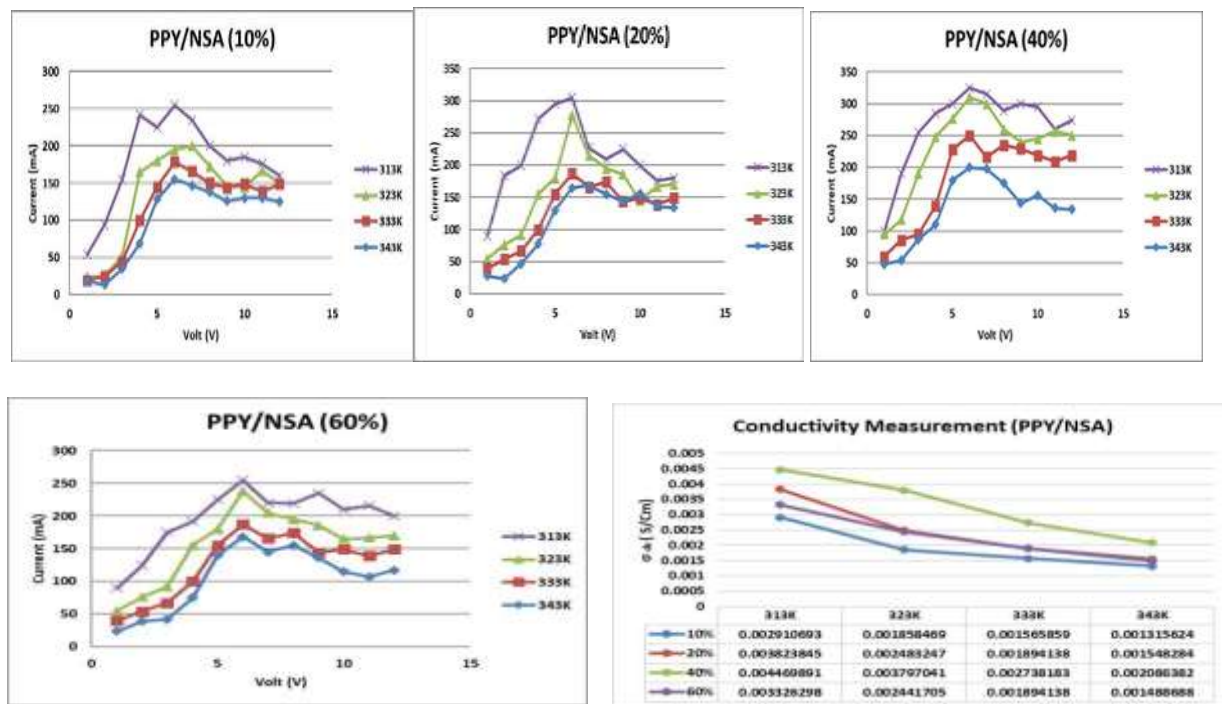 PPY/NSA (10%)
300
250
200
150
100
50
0
0 5 10 15
Current (mA)
Volt (V)
313K
323K
333K
343K
PPY/NSA (20%)
350
300
250
200
150
100
50
0
0 5 10 15
Current (mA)
Volt (V)
313K
323K
333K
343K
PPY/NSA (40%)
350
300
250
200
150
100
50
0
0 5 10 15
Current (mA)
Volt (V)
313K
323K
333K
343K
PPY/NSA (60%)
300
250
200
150
100
50
0
0 5 10 15
Current (mA)
Volt (V)
313K
323K
333K
343K
Conductivity Measurement (PPY/NSA)
0.005
0.0045
0.004
0.0035
0.003
0.0025
0.002
0.0015
0.001
0.0005
0
(S/Cm)
313K 323K 333K 343K
10% 0.002910693 0.001858469 0.001565859 0.001315624
20% 0.003823845 0.002483247 0.001894138 0.001548284
40% 0.004469891 0.003797041
60% 0.003326298 0.002441705 0.001894138